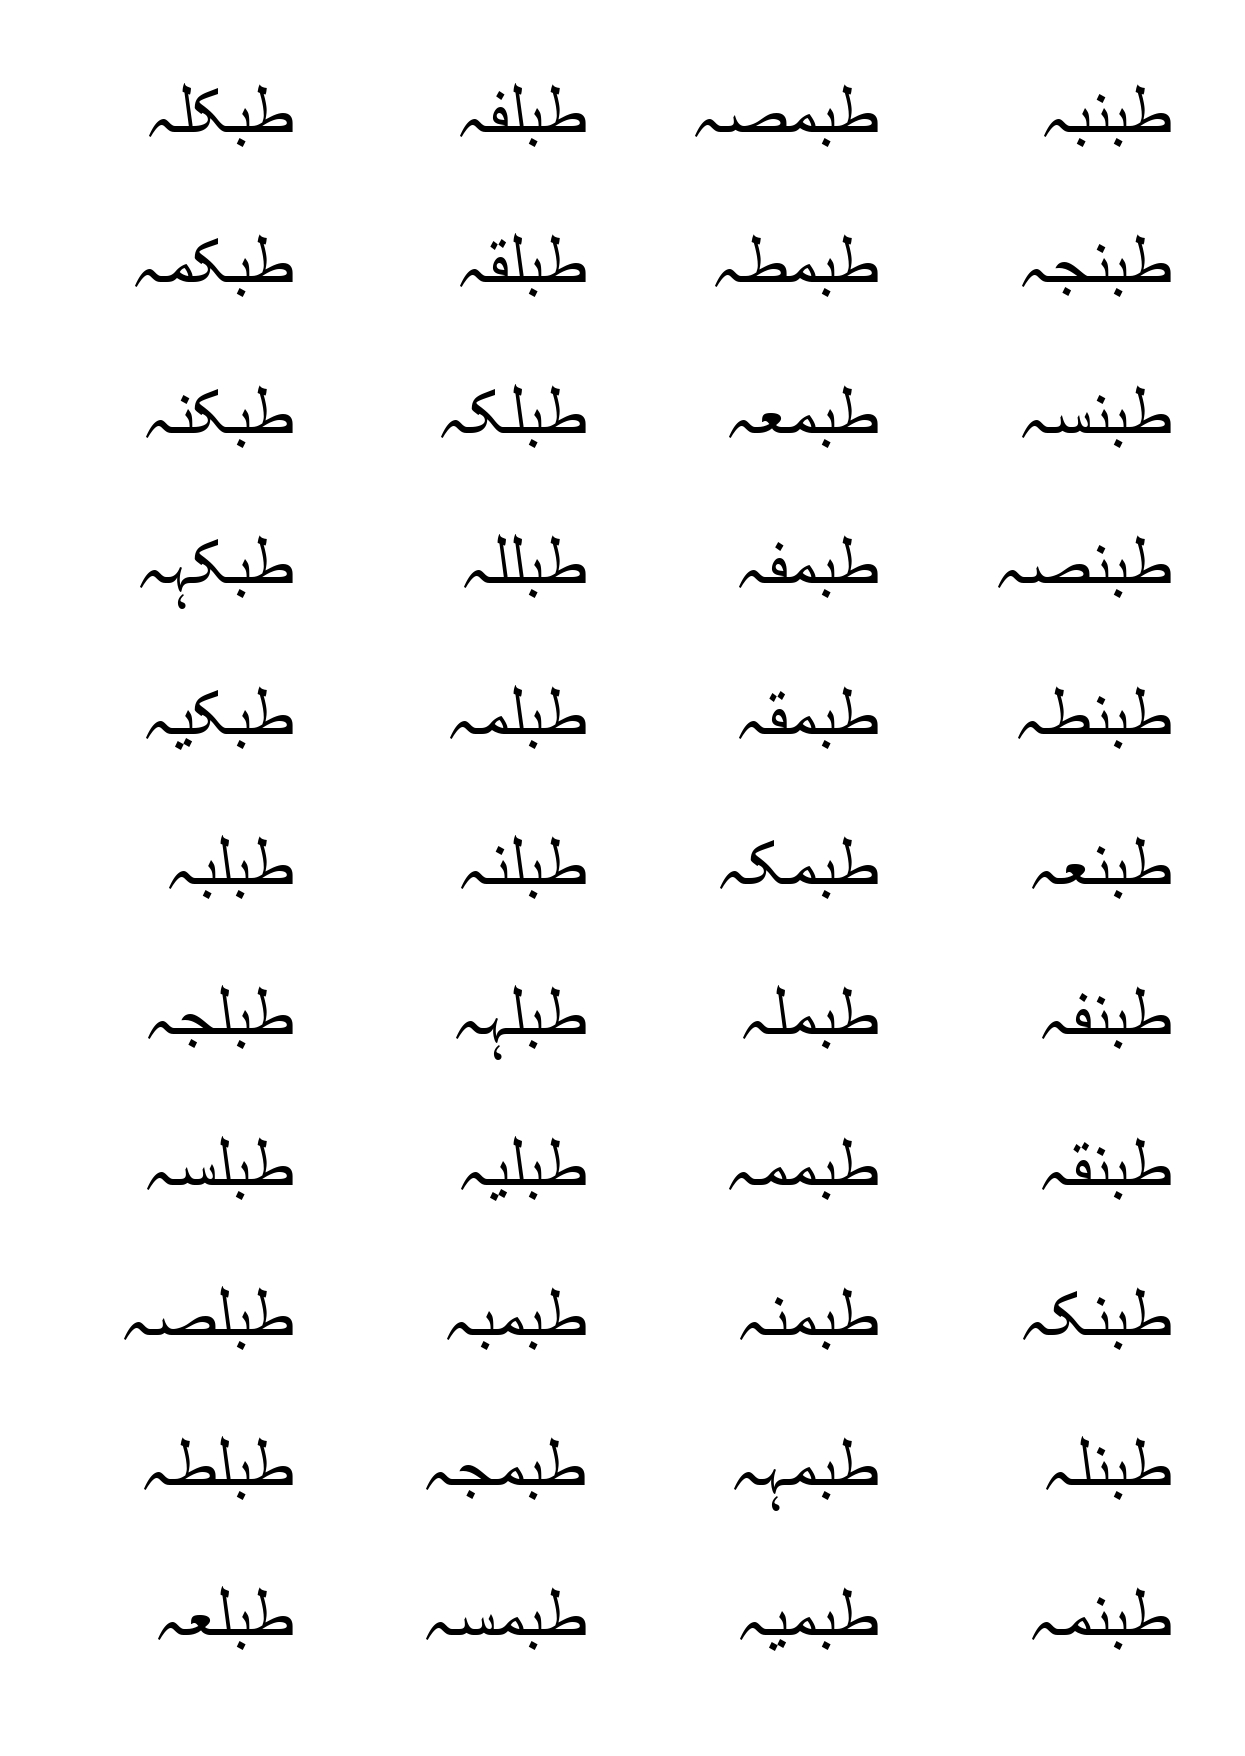 طبنبہ طبمصہ طبلفہ طبکلہ
طبنجہ طبمطہ طبلقہ طبکمہ
طبنسہ طبمعہ طبلکہ طبکنہ
طبنصہ طبمفہ طبللہ طبکہہ
طبنطہ طبمقہ طبلمہ طبکیہ
طبنعہ طبمکہ طبلنہ طبلبہ
طبنفہ طبملہ طبلہہ طبلجہ
طبنقہ طبممہ طبلیہ طبلسہ
طبنکہ طبمنہ طبمبہ طبلصہ
طبنلہ طبمہہ طبمجہ طبلطہ
طبنمہ طبمیہ طبمسہ طبلعہ